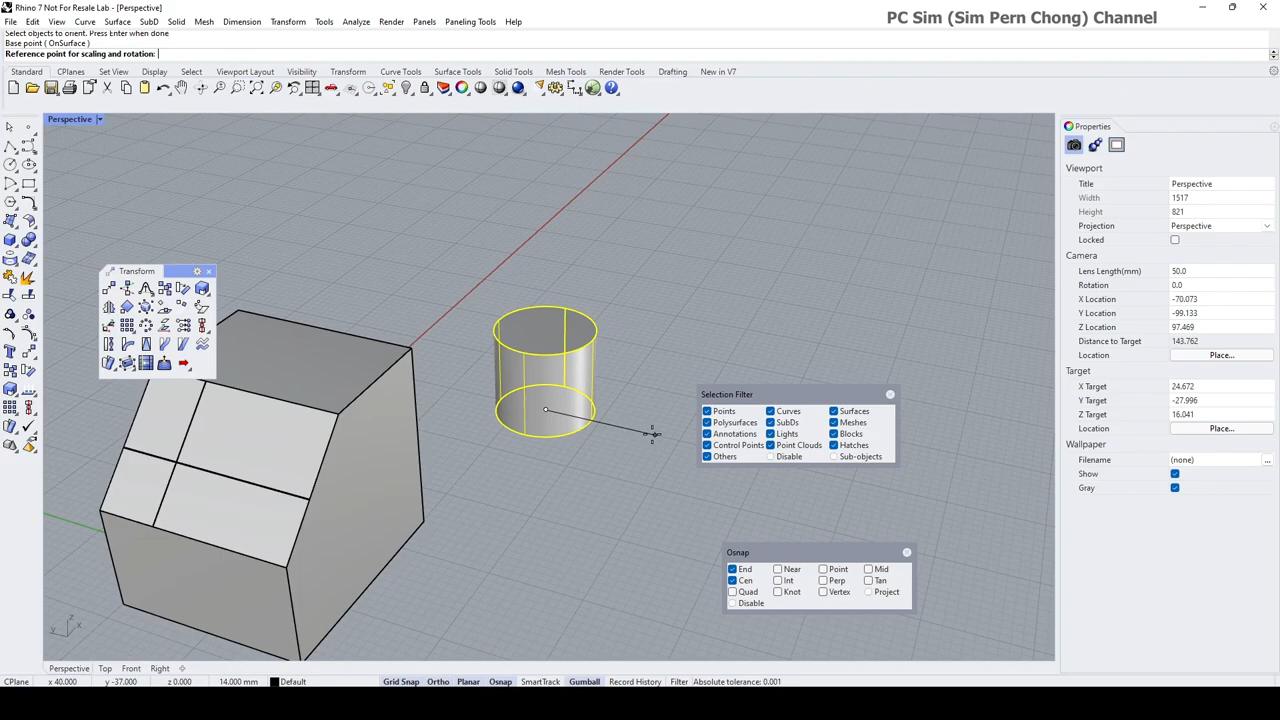 Rhino 7 Not For Resale Lab - [Perspective]
PC Sim (Sim Pern Chong) Channel
File Edit View Curve Surface SubD Solid Mesh Dimension Transform Tools Analyze Render Panels Paneling Tools Help
Select objects to orient. Press Enter when done
Base point ( OnSurface )
Reference point for scaling and rotation:
Standard CPlanes Set View Display Select Viewport Layout Visibility Transform Curve Tools Surface Tools Solid Tools Mesh Tools Render Tools Drafting New in V7
Perspective
Properties
Viewport
Title Perspective
Width 1517
Height 821
Projection Perspective
Locked
Camera
Lens Length(mm) 50.0
Rotation 0.0
X Location -70.073
Y Location -99.133
Z Location 97.469
Distance to Target 143.762
Location Place...
Target
X Target 24.672
Y Target -27.996
Z Target 16.041
Location Place...
Wallpaper
Filename (none) ...
Show
Gray
Transform
Selection Filter
Points Curves Surfaces
Polysurfaces SubDs Meshes
Annotations Lights Blocks
Control Points Point Clouds Hatches
Others Disable Sub-objects
Osnap
End Near Point Mid
Cen Int Perp Tan
Quad Knot Vertex Project
Disable
z
y x
Perspective Top Front Right
CPlane x 40.000 y -37.000 z 0.000 14.000 mm Default Grid Snap Ortho Planar Osnap SmartTrack Gumball Record History Filter Absolute tolerance: 0.001